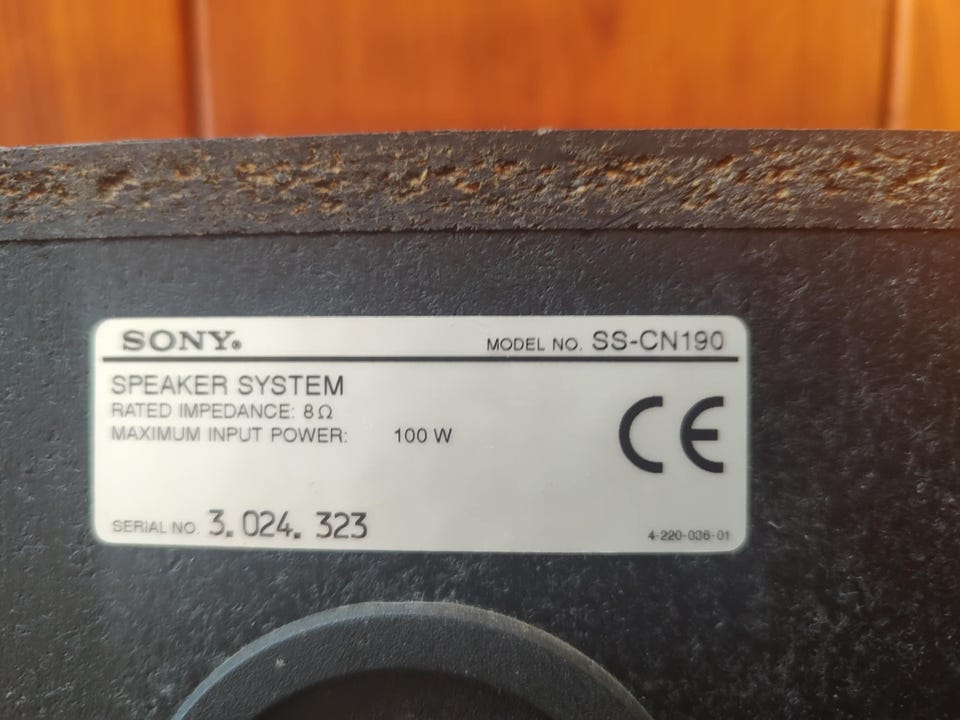 SONY® MODEL NO. SS-CN190
SPEAKER SYSTEM
RATED IMPEDANCE: 8Ω
MAXIMUM INPUT POWER: 100 W
CE
SERIAL NO. 3. 024. 323
4-220-036-01